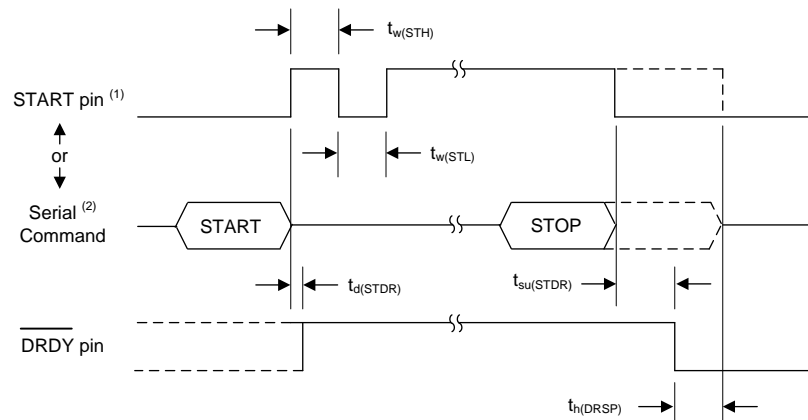 tw(STH)
START pin (1)
or
tw(STL)
Serial (2)
Command
START
STOP
td(STDR)
tsu(STDR)
DRDY pin
th(DRSP)